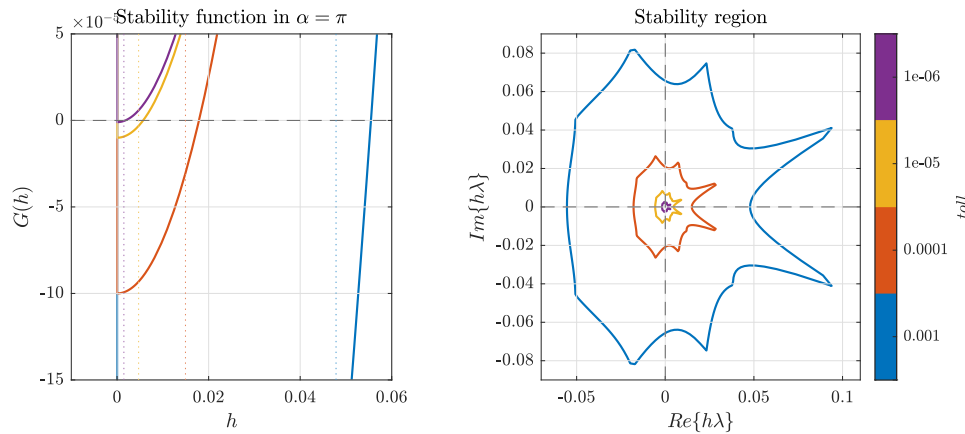 ×10⁻⁵ Stability function in α = π
5
0
-5
-10
-15
G(h)
0
0.02
0.04
0.06
h
Stability region
0.08
0.06
0.04
0.02
0
-0.02
-0.04
-0.06
-0.08
Im{hλ}
-0.05
0
0.05
0.1
Re{hλ}
1e-06
1e-05
0.0001
0.001
toll